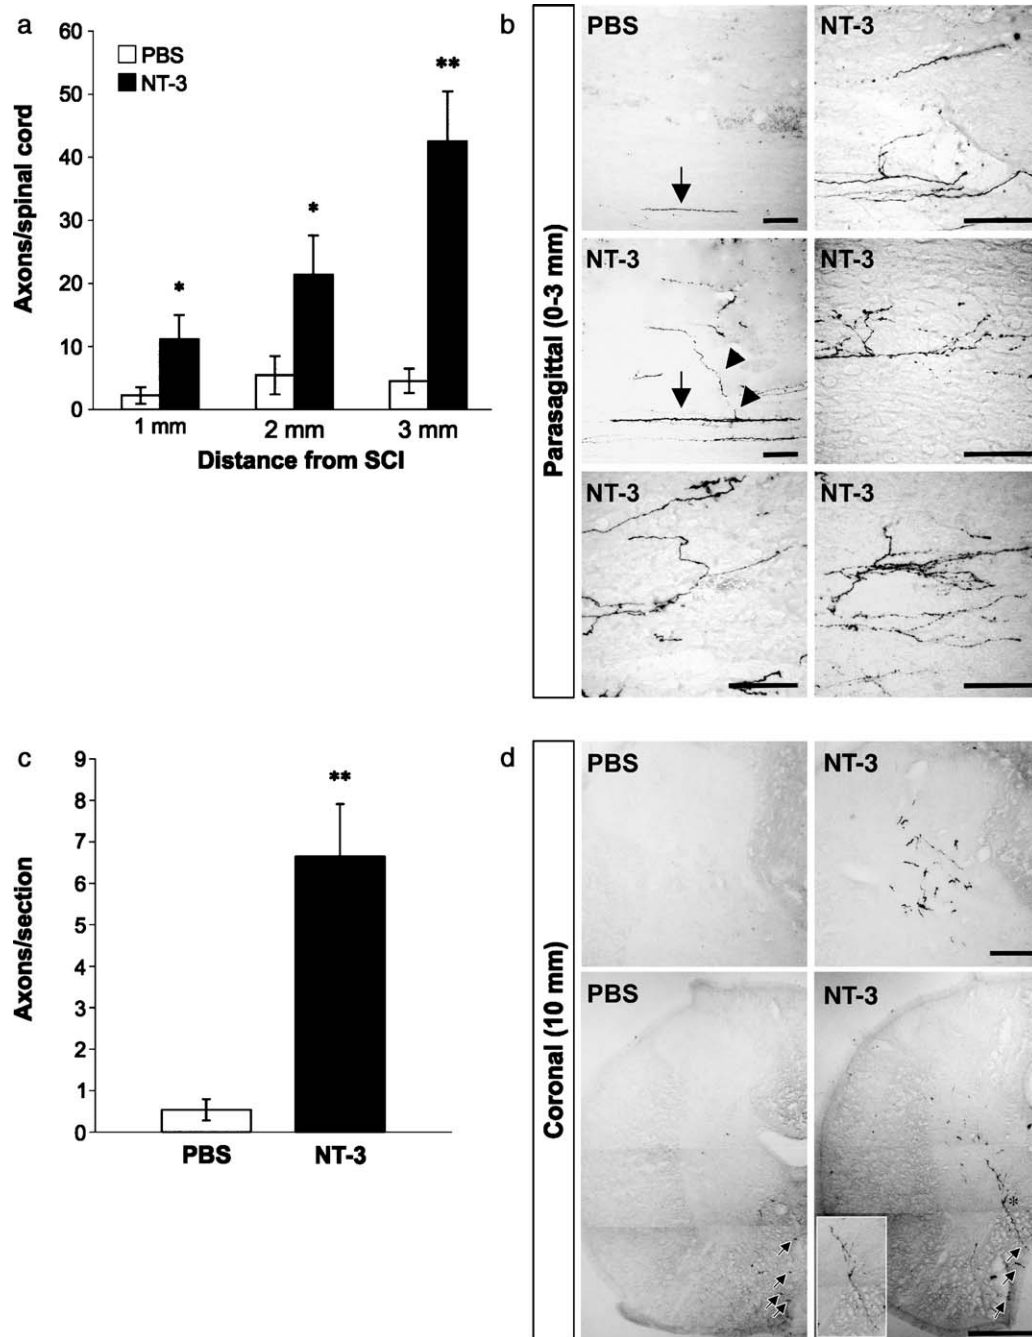 a
60
50
40
30
20
10
0
Axons/spinal cord
PBS
NT-3
*
*
**
1 mm
2 mm
3 mm
Distance from SCI
b
Parasagittal (0-3 mm)
PBS
NT-3
NT-3
NT-3
NT-3
NT-3
c
9
8
7
6
5
4
3
2
1
0
Axons/section
**
PBS
NT-3
d
Coronal (10 mm)
PBS
NT-3
PBS
NT-3
*